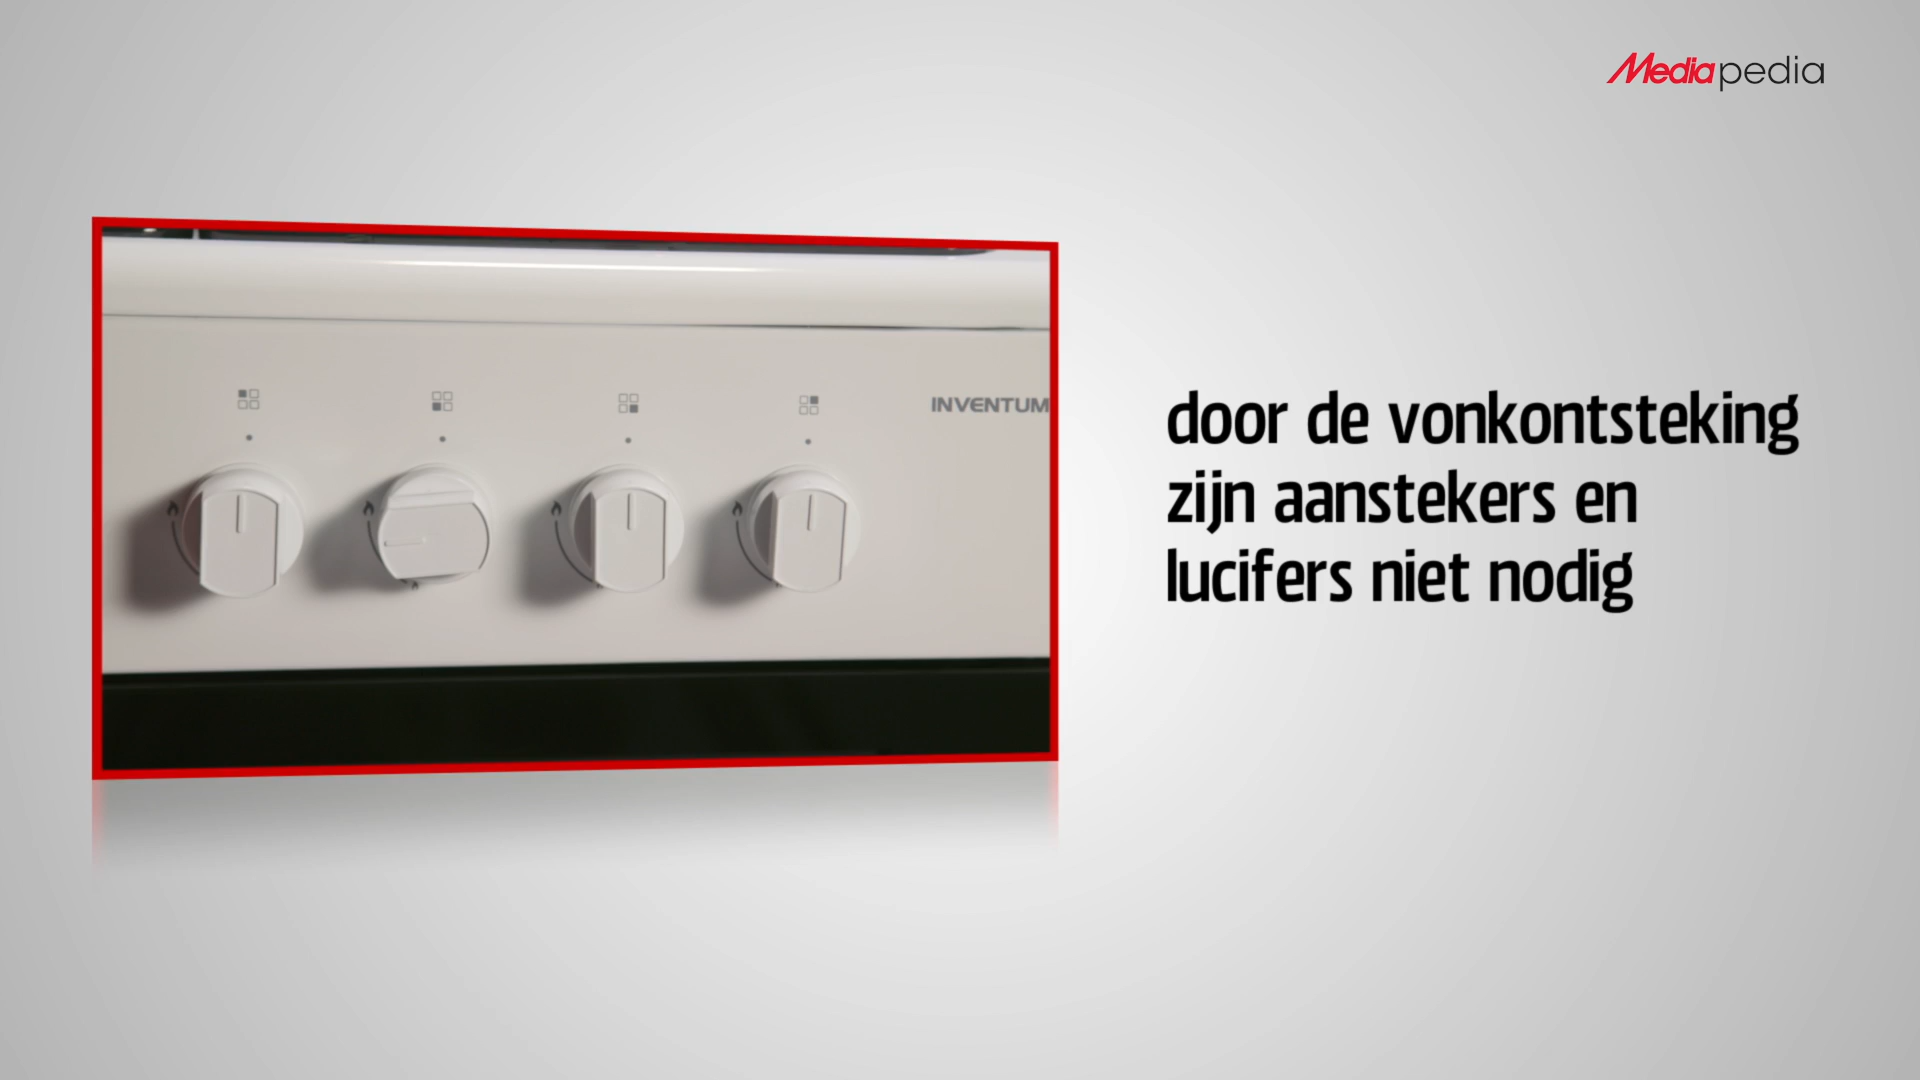 Mediapedia
INVENTUM
door de vonkontsteking
zijn aanstekers en
lucifers niet nodig